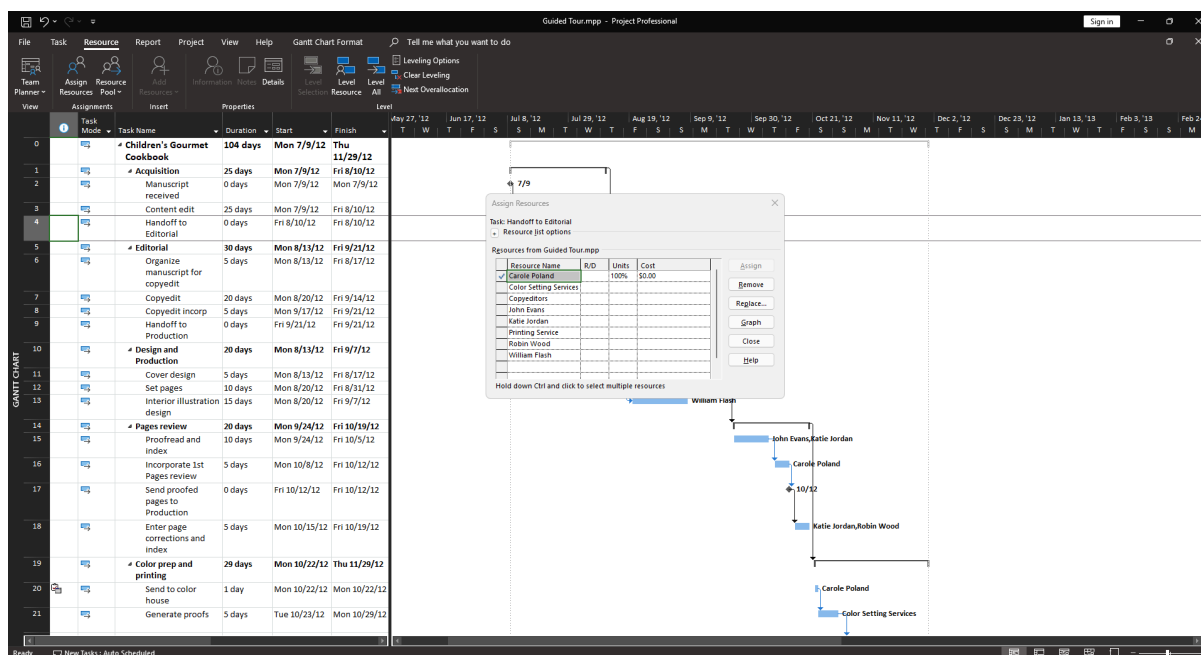 Guided Tour.mpp - Project Professional
Sign in
File Task Resource Report Project View Help Gantt Chart Format Tell me what you want to do
Team Planner
Assign Resources
Resource Pool
Add Resources
Information
Notes
Details
Level Selection
Level Resource
Level All
Leveling Options
Clear Leveling
Next Overallocation
View Assignments Insert Properties Level
Task Mode Task Name Duration Start Finish
May 27, '12 Jun 17, '12 Jul 8, '12 Jul 29, '12 Aug 19, '12 Sep 9, '12 Sep 30, '12 Oct 21, '12 Nov 11, '12 Dec 2, '12 Dec 23, '12 Jan 13, '13 Feb 3, '13 Feb 24
T W T F S S M T W T F S S M T W T F S S M T W T F S S M T W
0 Children's Gourmet Cookbook 104 days Mon 7/9/12 Thu 11/29/12
1 Acquisition 25 days Mon 7/9/12 Fri 8/10/12
2 Manuscript received 0 days Mon 7/9/12 Mon 7/9/12
3 Content edit 25 days Mon 7/9/12 Fri 8/10/12
4 Handoff to Editorial 0 days Fri 8/10/12 Fri 8/10/12
5 Editorial 30 days Mon 8/13/12 Fri 9/21/12
6 Organize manuscript for copyedit 5 days Mon 8/13/12 Fri 8/17/12
7 Copyedit 20 days Mon 8/20/12 Fri 9/14/12
8 Copyedit incorp 5 days Mon 9/17/12 Fri 9/21/12
9 Handoff to Production 0 days Fri 9/21/12 Fri 9/21/12
10 Design and Production 20 days Mon 8/13/12 Fri 9/7/12
11 Cover design 5 days Mon 8/13/12 Fri 8/17/12
12 Set pages 10 days Mon 8/20/12 Fri 8/31/12
13 Interior illustration design 15 days Mon 8/20/12 Fri 9/7/12
14 Pages review 20 days Mon 9/24/12 Fri 10/19/12
15 Proofread and index 10 days Mon 9/24/12 Fri 10/5/12
16 Incorporate 1st Pages review 5 days Mon 10/8/12 Fri 10/12/12
17 Send proofed pages to Production 0 days Fri 10/12/12 Fri 10/12/12
18 Enter page corrections and index 5 days Mon 10/15/12 Fri 10/19/12
19 Color prep and printing 29 days Mon 10/22/12 Thu 11/29/12
20 Send to color house 1 day Mon 10/22/12 Mon 10/22/12
21 Generate proofs 5 days Tue 10/23/12 Mon 10/29/12
GANTT CHART
7/9
Assign Resources
Task: Handoff to Editorial
Resource list options
Resources from Guided Tour.mpp
Resource Name R/D Units Cost
Carole Poland 100% $0.00
Color Setting Services
Copyeditors
John Evans
Katie Jordan
Printing Service
Robin Wood
William Flash
Assign
Remove
Replace...
Graph
Close
Help
Hold down Ctrl and click to select multiple resources
William Flash
John Evans,Katie Jordan
Carole Poland
10/12
Katie Jordan,Robin Wood
Carole Poland
Color Setting Services
Ready New Tasks : Auto Scheduled